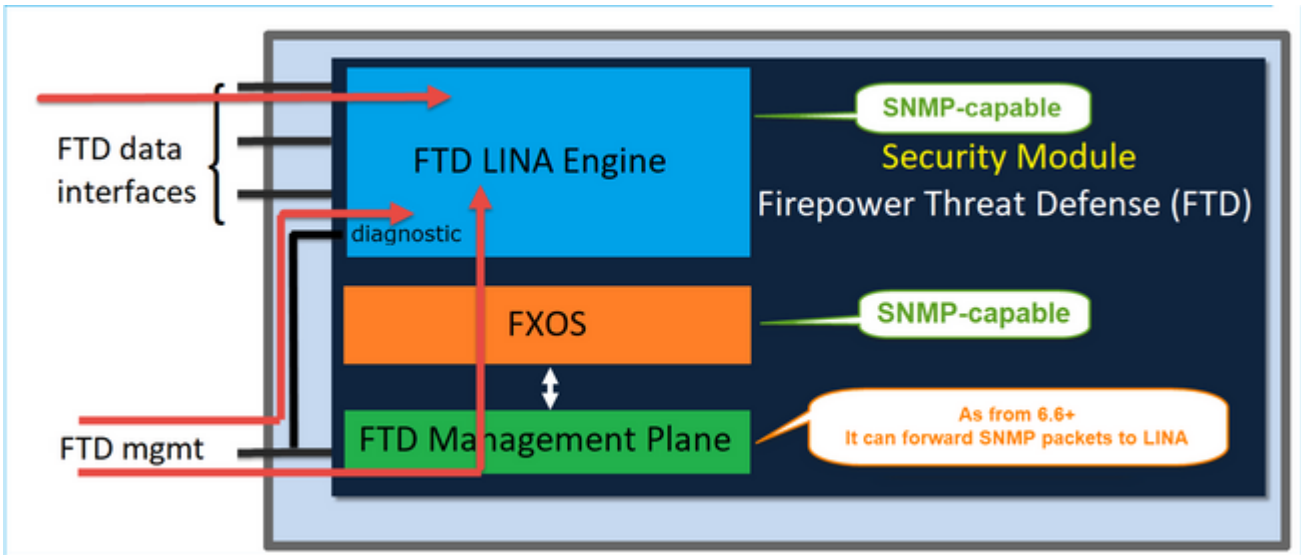 FTD data
interfaces
FTD LINA Engine
diagnostic
SNMP-capable
Security Module
Firepower Threat Defense (FTD)
FXOS
SNMP-capable
FTD mgmt
FTD Management Plane
As from 6.6+
It can forward SNMP packets to LINA